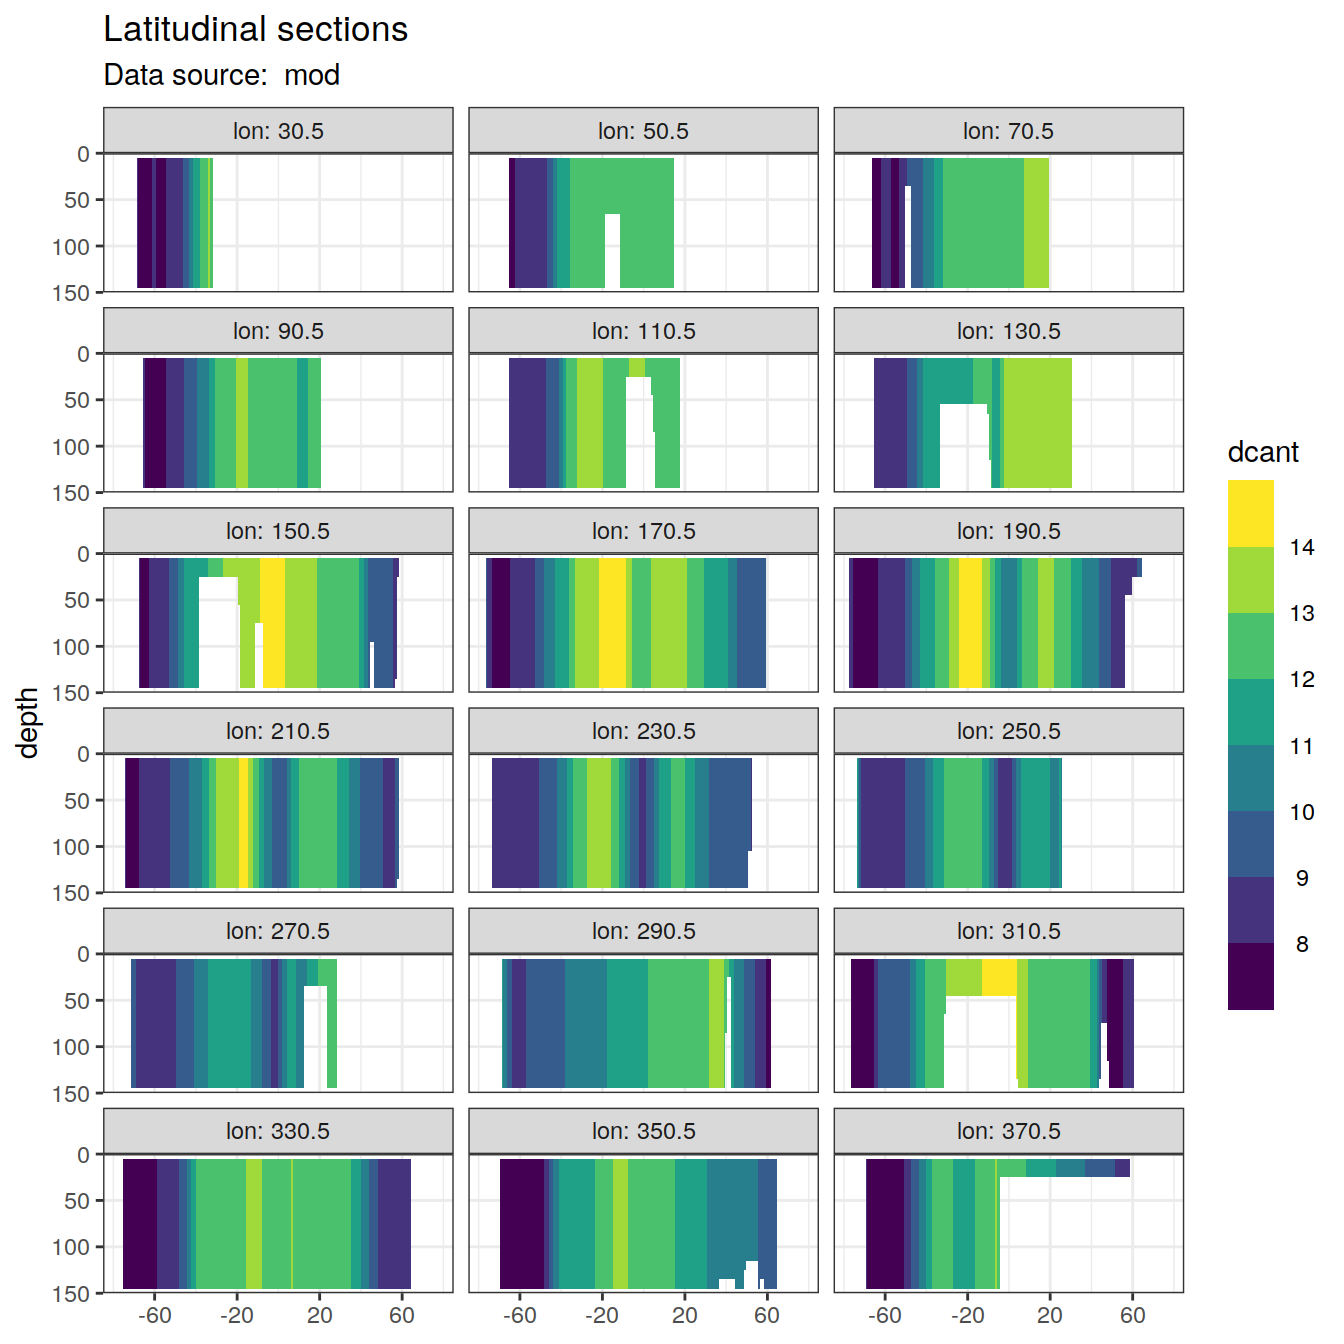 Latitudinal sections
Data source:  mod
lon: 30.5
lon: 50.5
lon: 70.5
0
50
100
150
lon: 90.5
lon: 110.5
lon: 130.5
0
50
100
150
lon: 150.5
lon: 170.5
lon: 190.5
0
50
100
150
lon: 210.5
lon: 230.5
lon: 250.5
0
50
100
150
lon: 270.5
lon: 290.5
lon: 310.5
0
50
100
150
lon: 330.5
lon: 350.5
lon: 370.5
0
50
100
150
-60 -20 20 60
-60 -20 20 60
-60 -20 20 60
depth
dcant
14
13
12
11
10
9
8